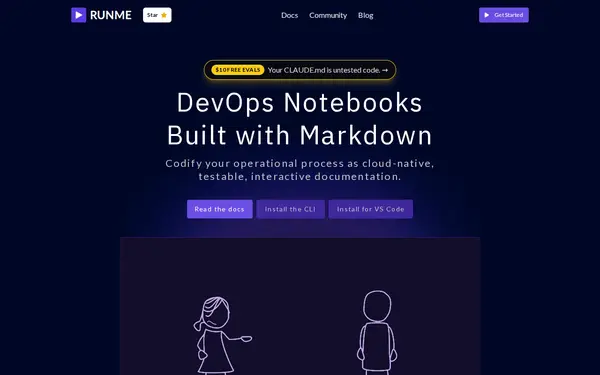 RUNME
Star
Docs
Community
Blog
Get Started
$10 FREE EVALS Your CLAUDE.md is untested code. →
DevOps Notebooks
Built with Markdown
Codify your operational process as cloud-native,
testable, interactive documentation.
Read the docs
Install the CLI
Install for VS Code